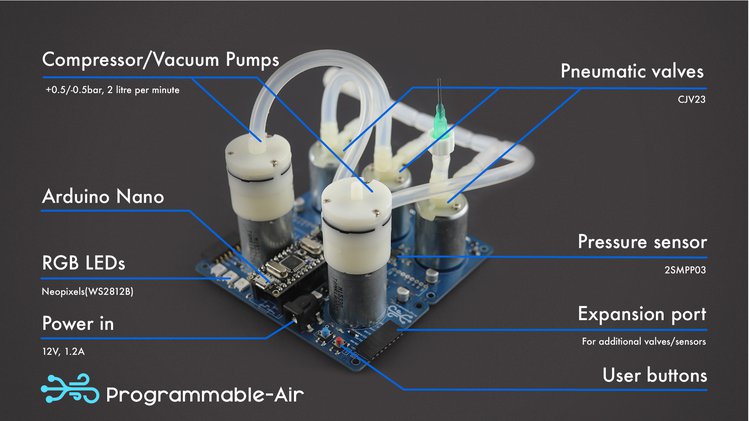 Compressor/Vacuum Pumps
+0.5/-0.5bar, 2 litre per minute
Pneumatic valves
CJV23
Arduino Nano
RGB LEDs
Neopixels(WS2812B)
Pressure sensor
2SMPP03
Power in
12V, 1.2A
Expansion port
For additional valves/sensors
User buttons
Programmable-Air